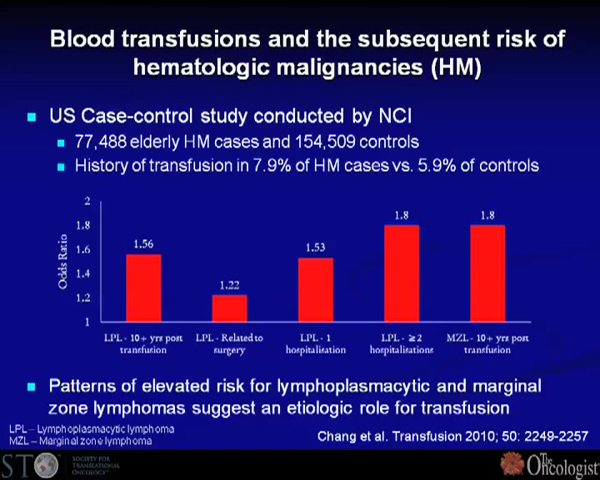 Blood transfusions and the subsequent risk of
hematologic malignancies (HM)
US Case-control study conducted by NCI
77,488 elderly HM cases and 154,509 controls
History of transfusion in 7.9% of HM cases vs. 5.9% of controls
Odds Ratio
2
1.8
1.6
1.4
1.2
1
1.56
1.22
1.53
1.8
1.8
LPL - 10+ yrs post
transfusion
LPL - Related to
surgery
LPL - 1
hospitalisation
LPL - ≥2
hospitalisations
MZL - 10+ yrs post
transfusion
Patterns of elevated risk for lymphoplasmacytic and marginal
zone lymphomas suggest an etiologic role for transfusion
LPL – Lymphoplasmacytic lymphoma
MZL – Marginal zone lymphoma
Chang et al. Transfusion 2010; 50: 2249-2257
STO
SOCIETY FOR
TRANSLATIONAL
ONCOLOGY
The
Oncologist